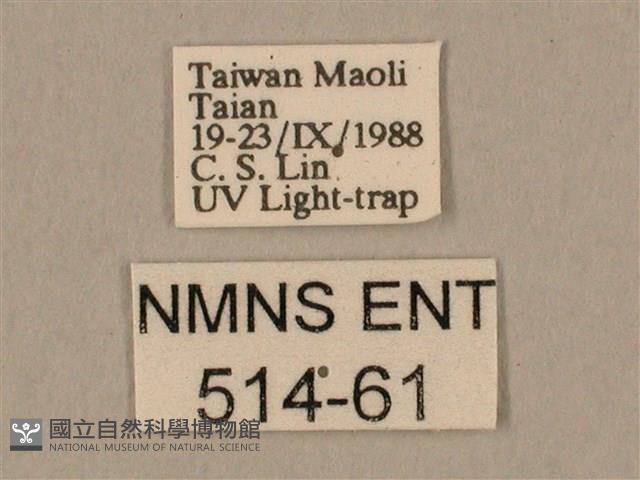 Taiwan Maoli
Taian
19-23/IX/1988
C. S. Lin
UV Light-trap
NMNS ENT
514-61
國立自然科學博物館
NATIONAL MUSEUM OF NATURAL SCIENCE